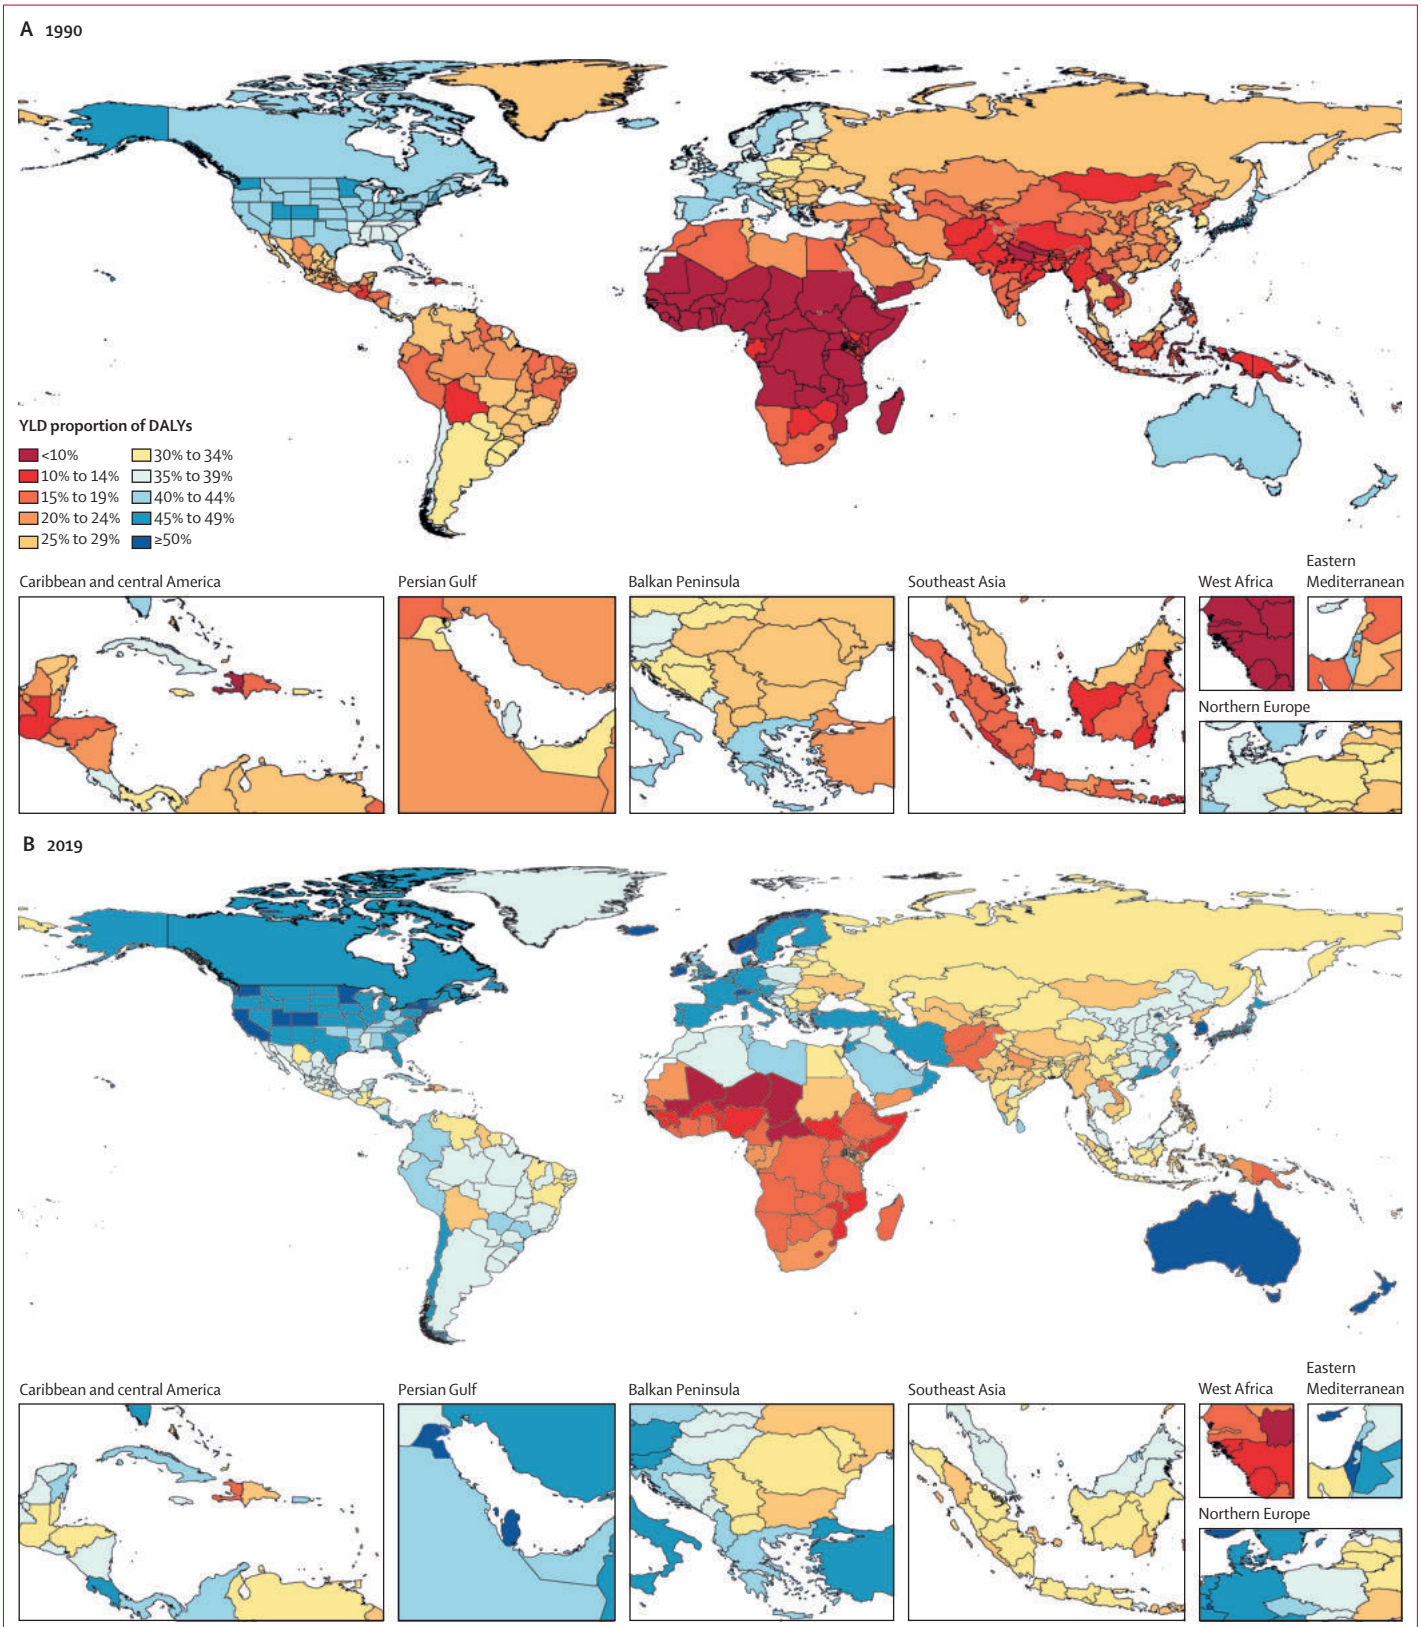 A 1990
YLD proportion of DALYs
<10%
10% to 14%
15% to 19%
20% to 24%
25% to 29%
30% to 34%
35% to 39%
40% to 44%
45% to 49%
≥50%
Caribbean and central America
Persian Gulf
Balkan Peninsula
Southeast Asia
West Africa
Eastern
Mediterranean
Northern Europe
B 2019
Caribbean and central America
Persian Gulf
Balkan Peninsula
Southeast Asia
West Africa
Eastern
Mediterranean
Northern Europe